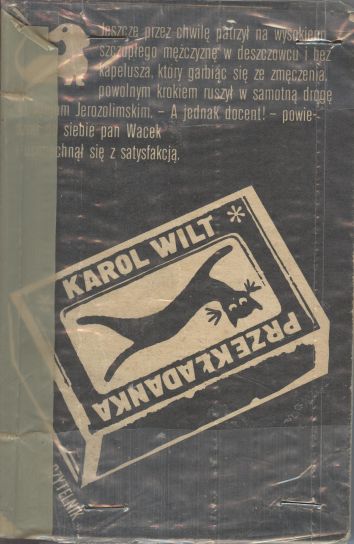 Jeszcze przez chwilę patrzył na wysokiego,
szczupłego mężczyznę w deszczowcu i bez
kapelusza, który garbiąc się ze zmęczenia,
powolnym krokiem ruszył w samotną drogę
Jerozolimskim. – A jednak docent! – powie-
siebie pan Wacek
się z satysfakcją.
KAROL WILT *
PRZEKŁADANKA
CZYTELNIK